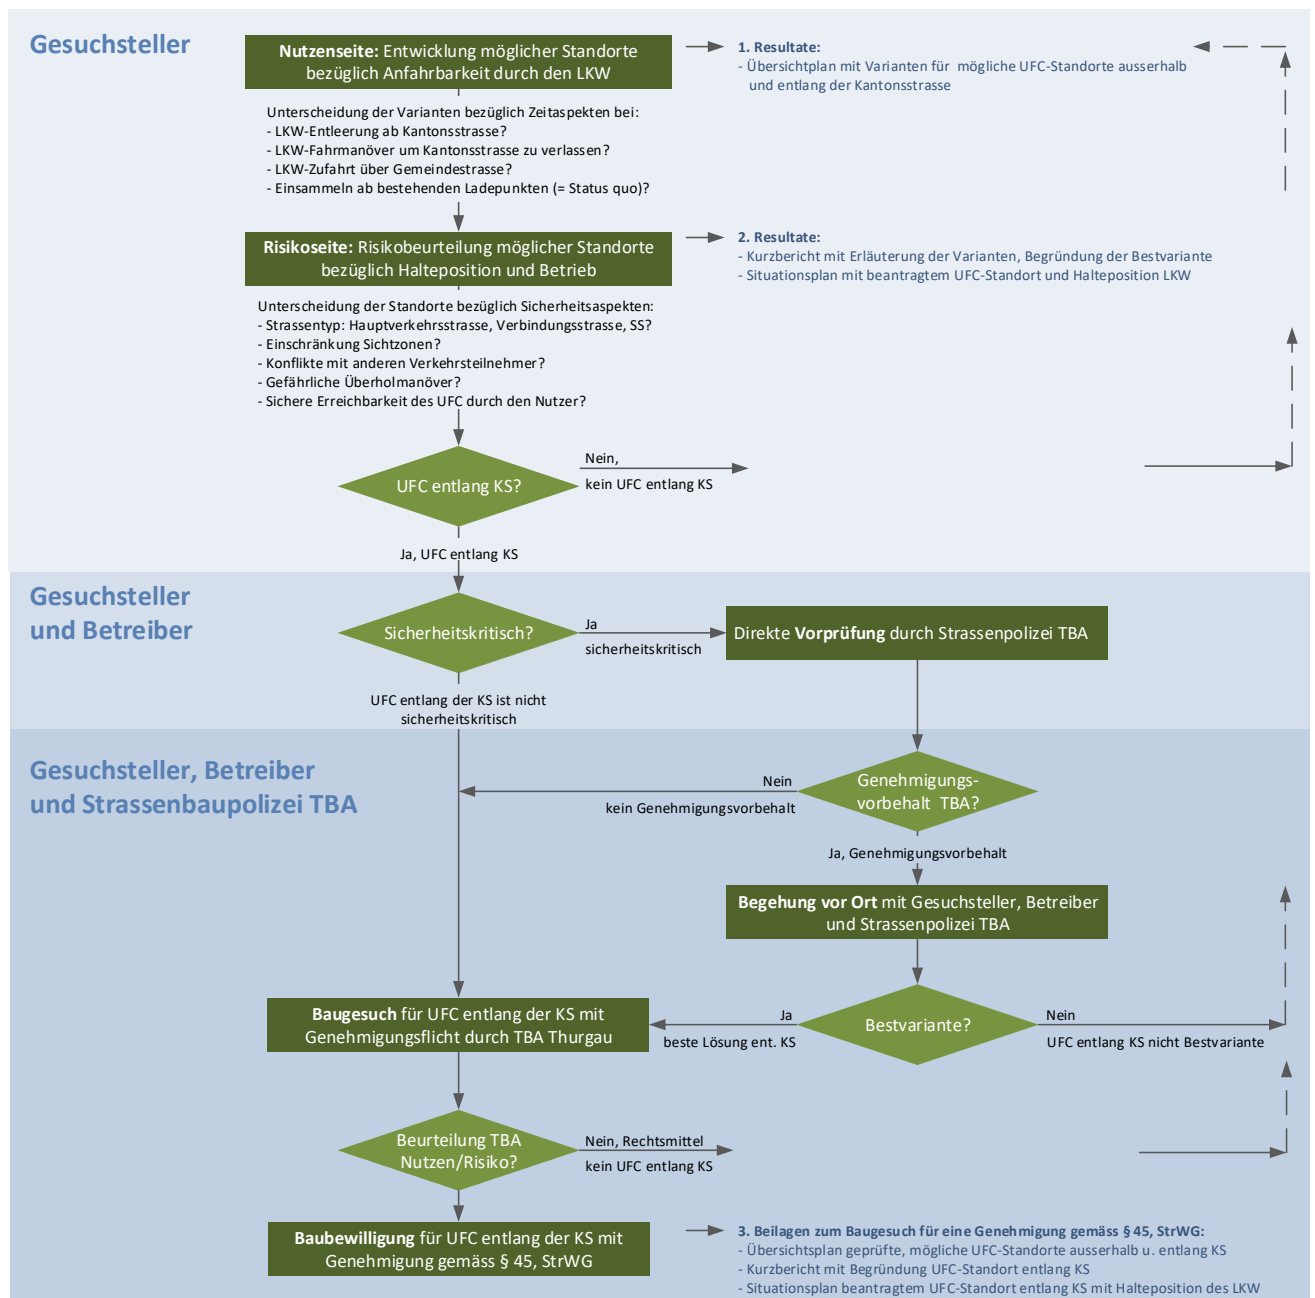 Gesuchsteller
Nutzenseite: Entwicklung möglicher Standorte
bezüglich Anfahrbarkeit durch den LKW
1. Resultate:
- Übersichtplan mit Varianten für mögliche UFC-Standorte ausserhalb
und entlang der Kantonsstrasse
Unterscheidung der Varianten bezüglich Zeitaspekten bei:
- LKW-Entleerung ab Kantonsstrasse?
- LKW-Fahrmanöver um Kantonsstrasse zu verlassen?
- LKW-Zufahrt über Gemeindestrasse?
- Einsammeln ab bestehenden Ladepunkten (= Status quo)?
Risikoseite: Risikobeurteilung möglicher Standorte
bezüglich Halteposition und Betrieb
2. Resultate:
- Kurzbericht mit Erläuterung der Varianten, Begründung der Bestvariante
- Situationsplan mit beantragtem UFC-Standort und Halteposition LKW
Unterscheidung der Standorte bezüglich Sicherheitsaspekten:
- Strassentyp: Hauptverkehrsstrasse, Verbindungsstrasse, SS?
- Einschränkung Sichtzonen?
- Konflikte mit anderen Verkehrsteilnehmer?
- Gefährliche Überholmanöver?
- Sichere Erreichbarkeit des UFC durch den Nutzer?
UFC entlang KS?
Nein,
kein UFC entlang KS
Ja, UFC entlang KS
Gesuchsteller
und Betreiber
Sicherheitskritisch?
Ja
sicherheitskritisch
Direkte Vorprüfung durch Strassenpolizei TBA
UFC entlang der KS ist nicht
sicherheitskritisch
Gesuchsteller, Betreiber
und Strassenbaupolizei TBA
Genehmigungs-
vorbehalt TBA?
Nein
kein Genehmigungsvorbehalt
Ja, Genehmigungsvorbehalt
Begehung vor Ort mit Gesuchsteller, Betreiber
und Strassenpolizei TBA
Bestvariante?
Ja
beste Lösung ent. KS
Nein
UFC entlang KS nicht Bestvariante
Baugesuch für UFC entlang der KS mit
Genehmigungsflicht durch TBA Thurgau
Beurteilung TBA
Nutzen/Risiko?
Nein, Rechtsmittel
kein UFC entlang KS
Baubewilligung für UFC entlang der KS mit
Genehmigung gemäss § 45, StrWG
3. Beilagen zum Baugesuch für eine Genehmigung gemäss § 45, StrWG:
- Übersichtsplan geprüfte, mögliche UFC-Standorte ausserhalb u. entlang KS
- Kurzbericht mit Begründung UFC-Standort entlang KS
- Situationsplan beantragtem UFC-Standort entlang KS mit Halteposition des LKW